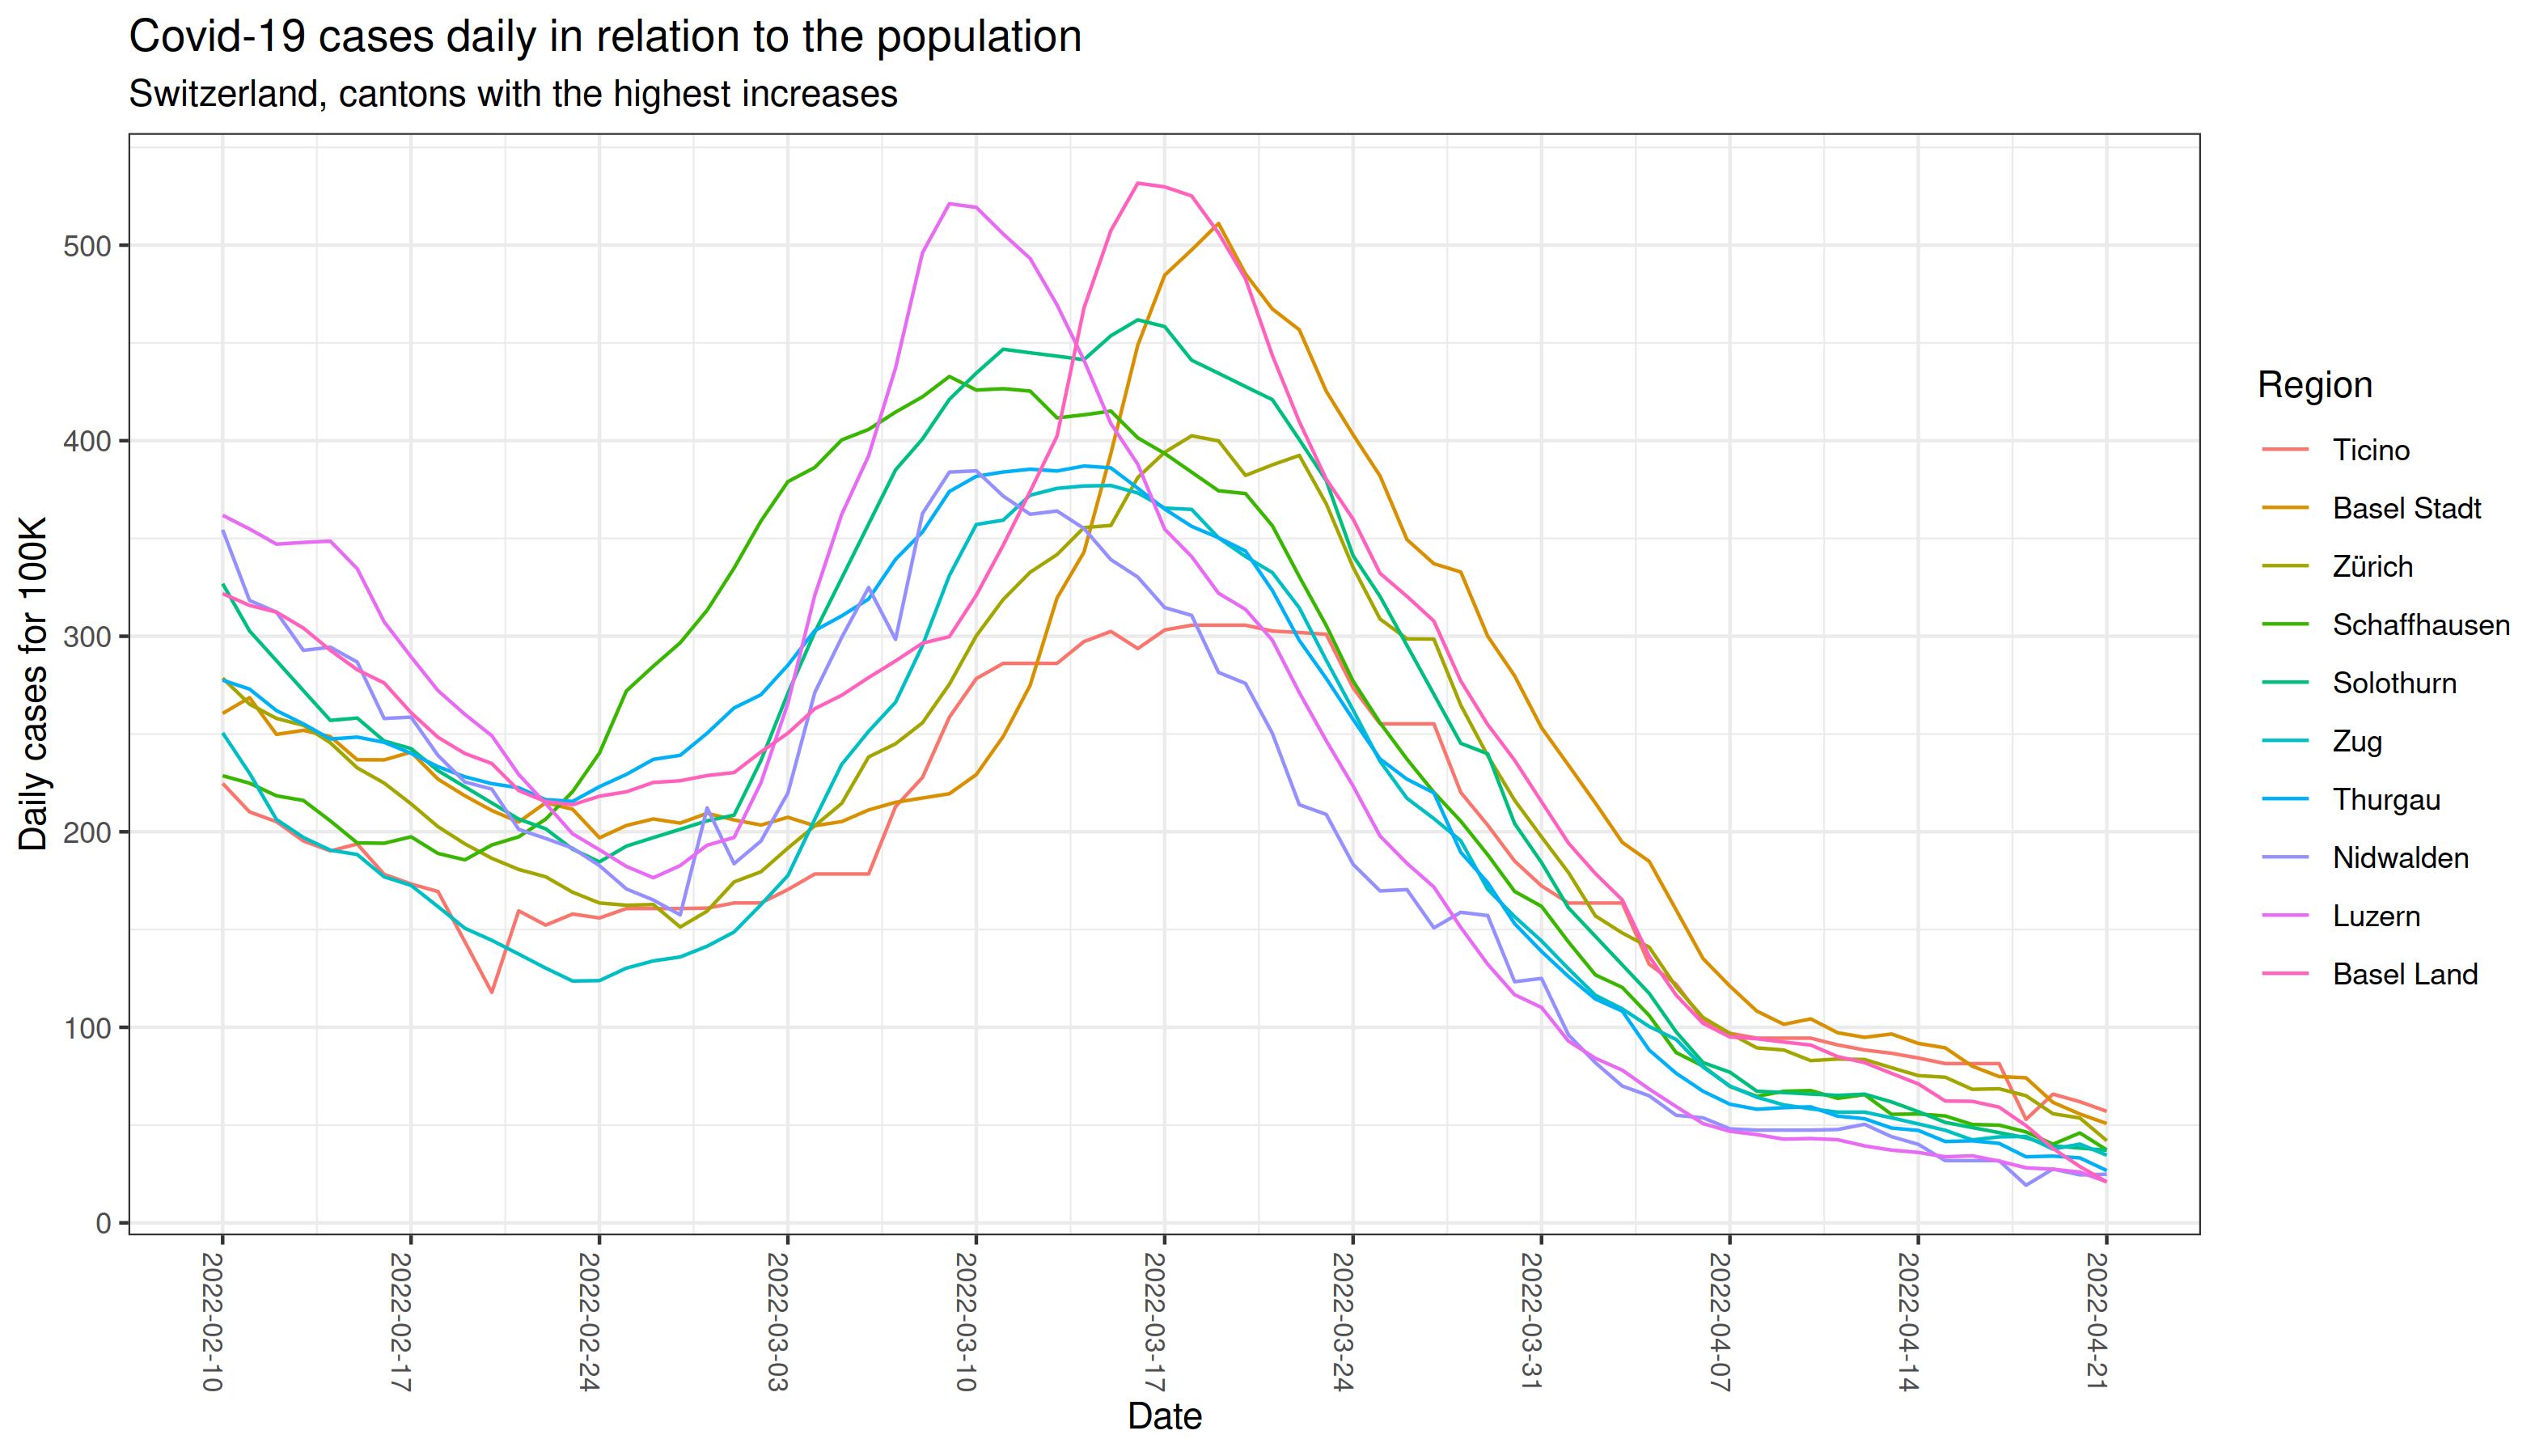 Covid-19 cases daily in relation to the population
Switzerland, cantons with the highest increases
Daily cases for 100K
500
400
300
200
100
0
2022-02-10
2022-02-17
2022-02-24
2022-03-03
2022-03-10
2022-03-17
2022-03-24
2022-03-31
2022-04-07
2022-04-14
2022-04-21
Date
Region
Ticino
Basel Stadt
Zürich
Schaffhausen
Solothurn
Zug
Thurgau
Nidwalden
Luzern
Basel Land